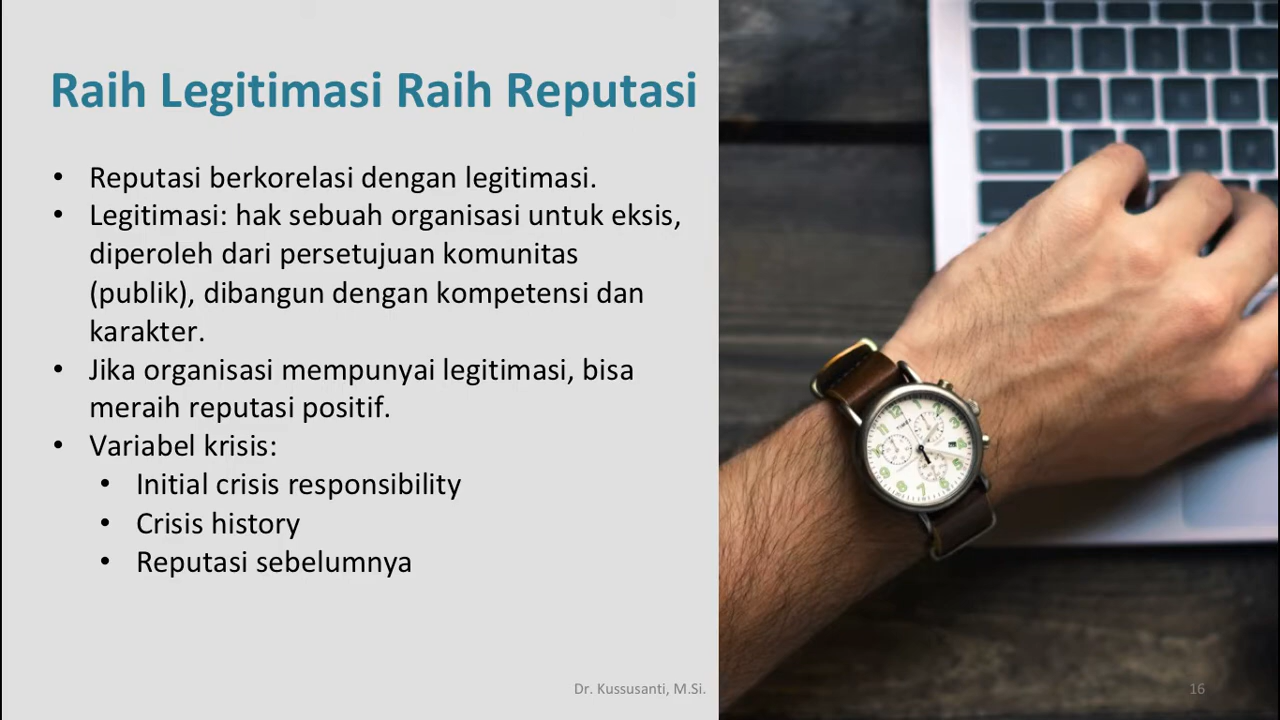 Raih Legitimasi Raih Reputasi
• Reputasi berkorelasi dengan legitimasi.
• Legitimasi: hak sebuah organisasi untuk eksis,
diperoleh dari persetujuan komunitas
(publik), dibangun dengan kompetensi dan
karakter.
• Jika organisasi mempunyai legitimasi, bisa
meraih reputasi positif.
• Variabel krisis:
• Initial crisis responsibility
• Crisis history
• Reputasi sebelumnya
TIMEX
Dr. Kussusanti, M.Si.
16